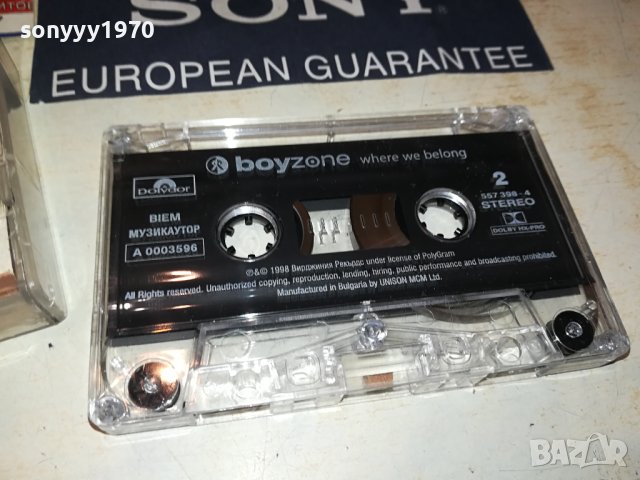 sonyyy1970
SONY
EUROPEAN GUARANTEE
boyzone where we belong
2
557 398-4
STEREO
DOLBY HX-PRO
Polydor
BIEM
МУЗИКАУТОР
A 0003596
℗&© 1998 Вирджиния Рекърдс under license of PolyGram
All Rights reserved. Unauthorized copying, reproduction, lending, hiring, public performance and broadcasting prohibited.
Manufactured in Bulgaria by UNISON MCM Ltd.
BAZAR